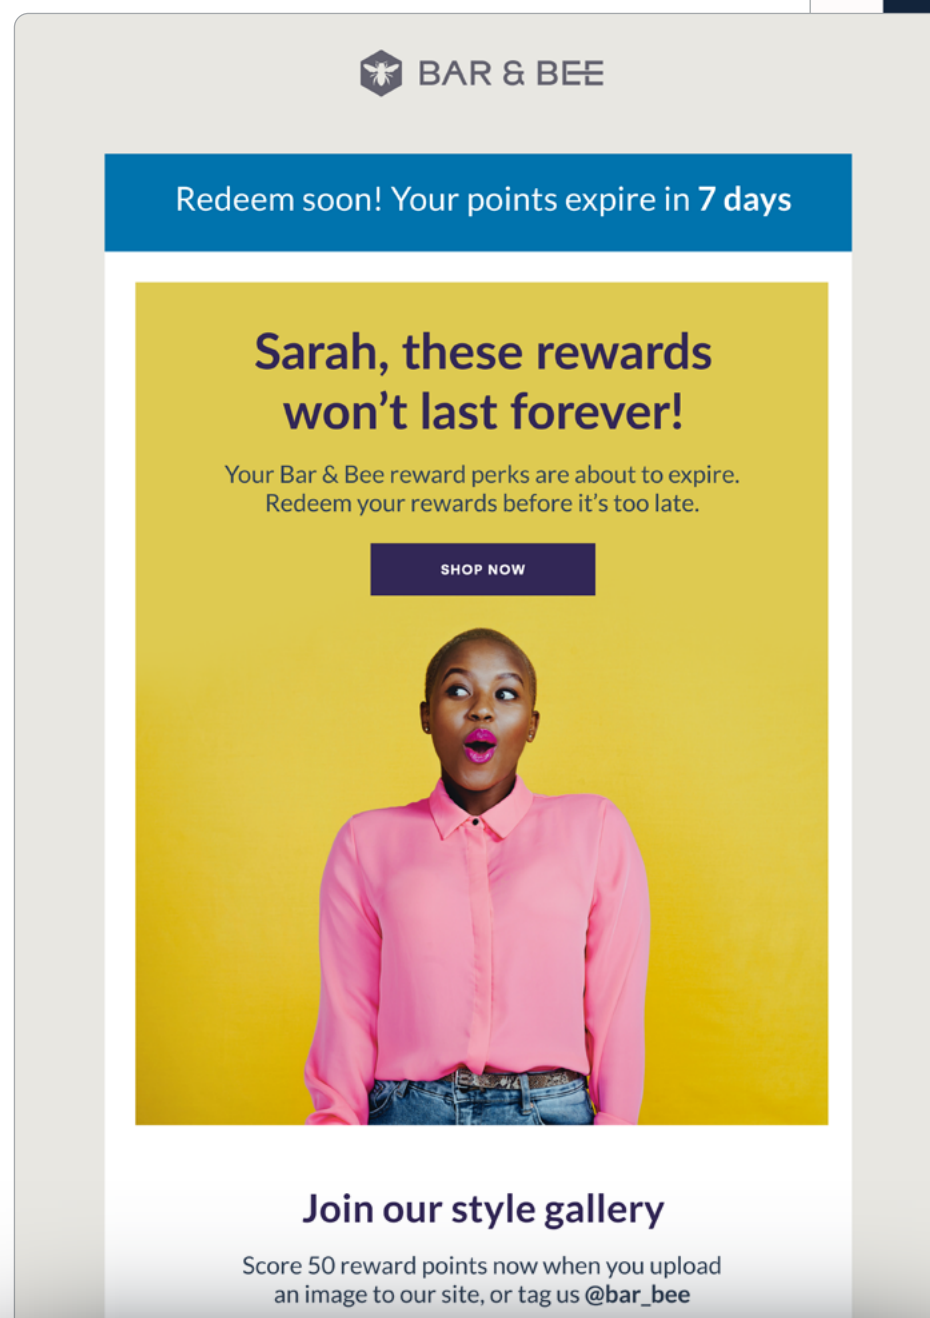 BAR & BEE
Redeem soon! Your points expire in 7 days
Sarah, these rewards
won’t last forever!
Your Bar & Bee reward perks are about to expire.
Redeem your rewards before it’s too late.
SHOP NOW
Join our style gallery
Score 50 reward points now when you upload
an image to our site, or tag us @bar_bee